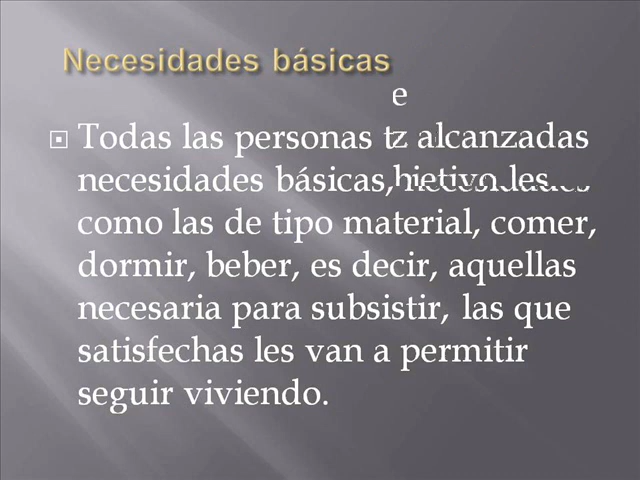 Necesidades básicas
e
Todas las personas z alcanzadas
necesidades básicas, les
como las de tipo material, comer,
dormir, beber, es decir, aquellas
necesaria para subsistir, las que
satisfechas les van a permitir
seguir viviendo.